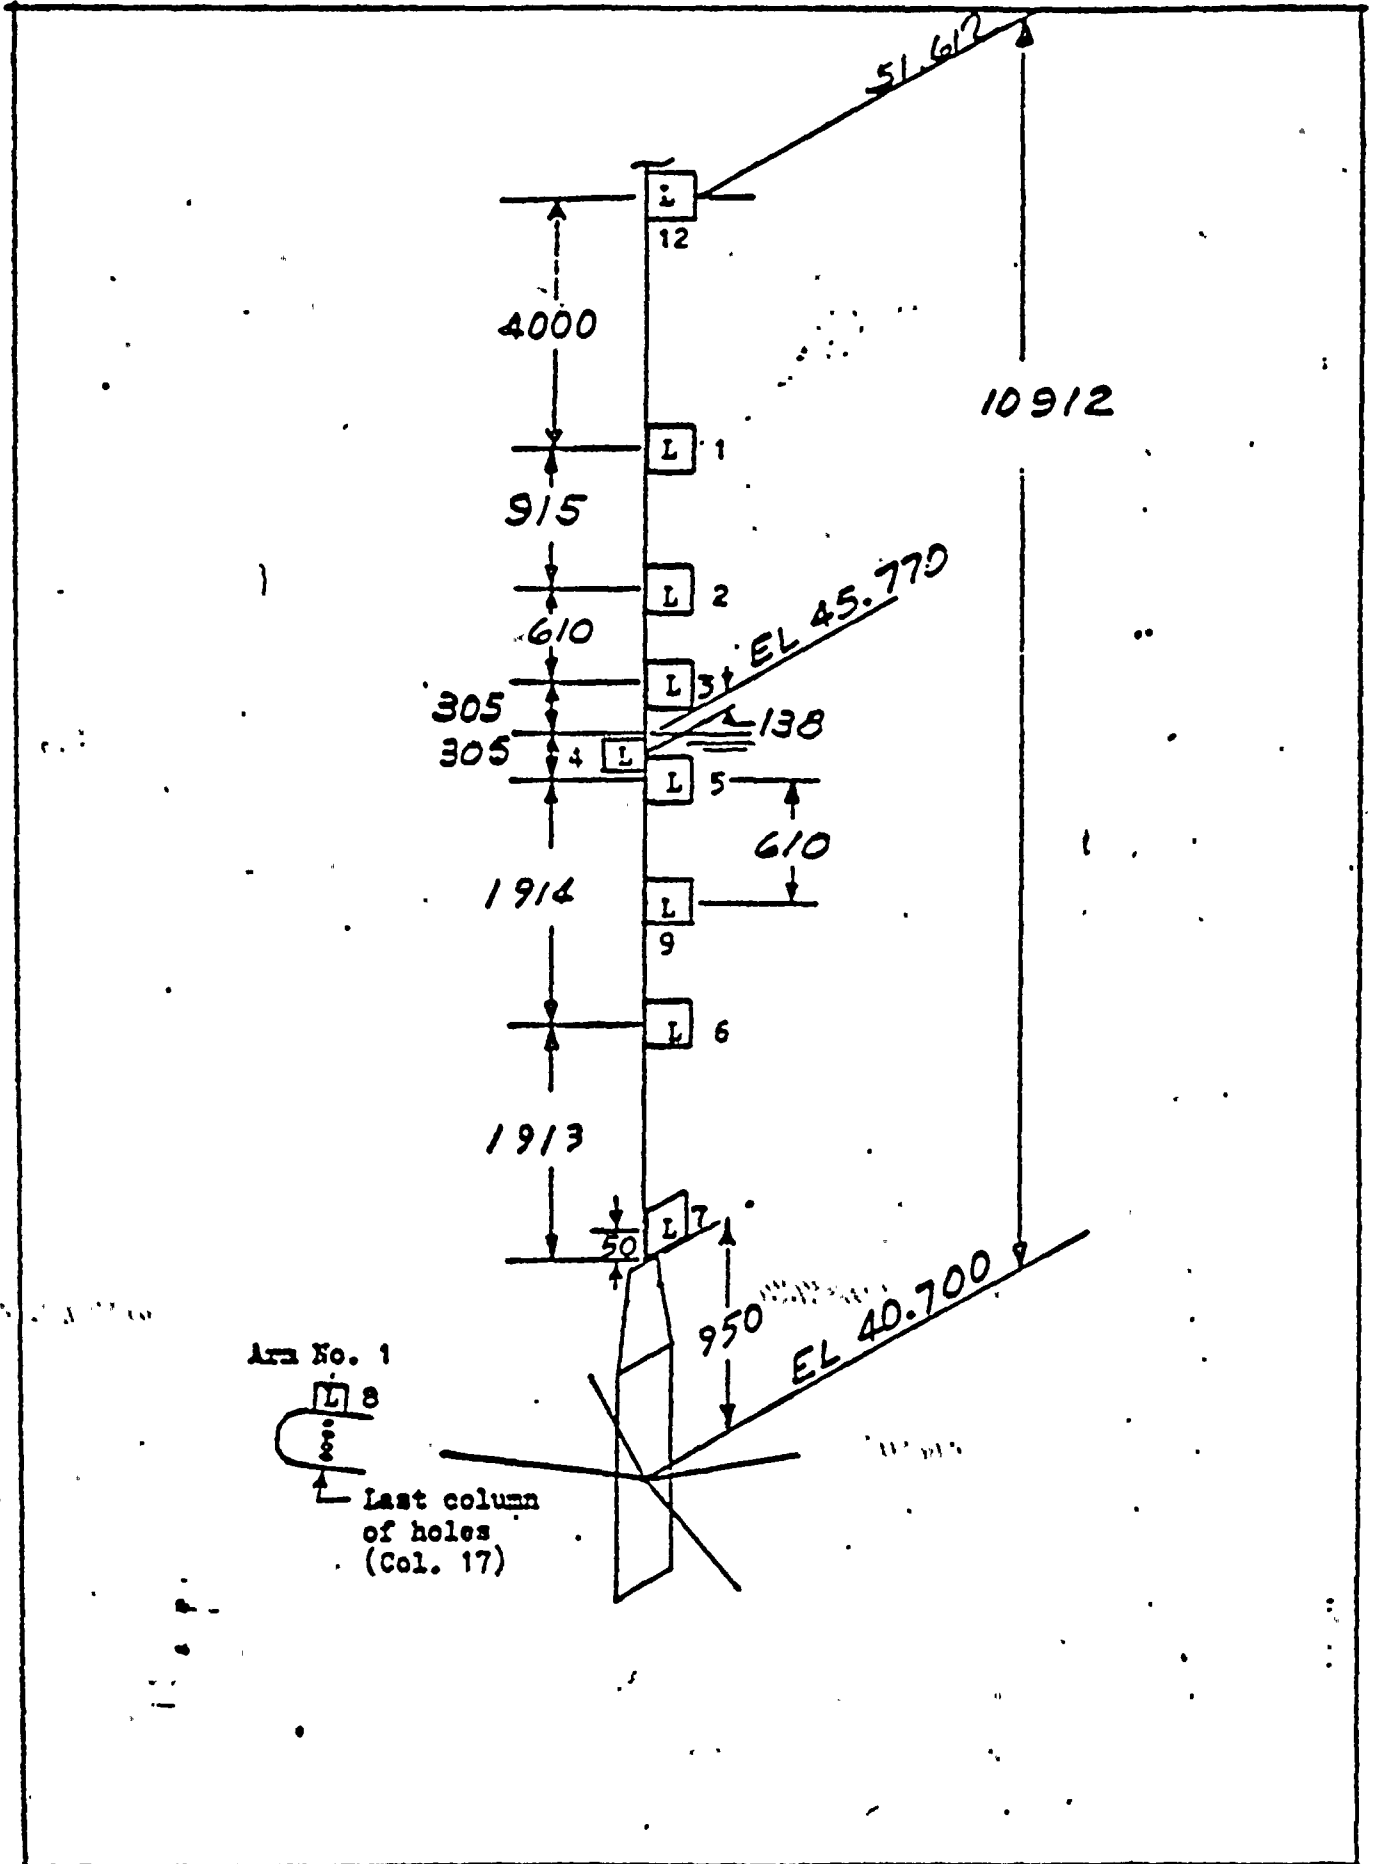 51.612
L
12
4000
10912
L 1
915
L 2
EL 45.770
610
L 3
305
138
305
4 L
L 5
610
1914
L
9
L 6
1913
L 7
50
950
EL 40.700
Arm No. 1
L 8
Last column
of holes
(Col. 17)